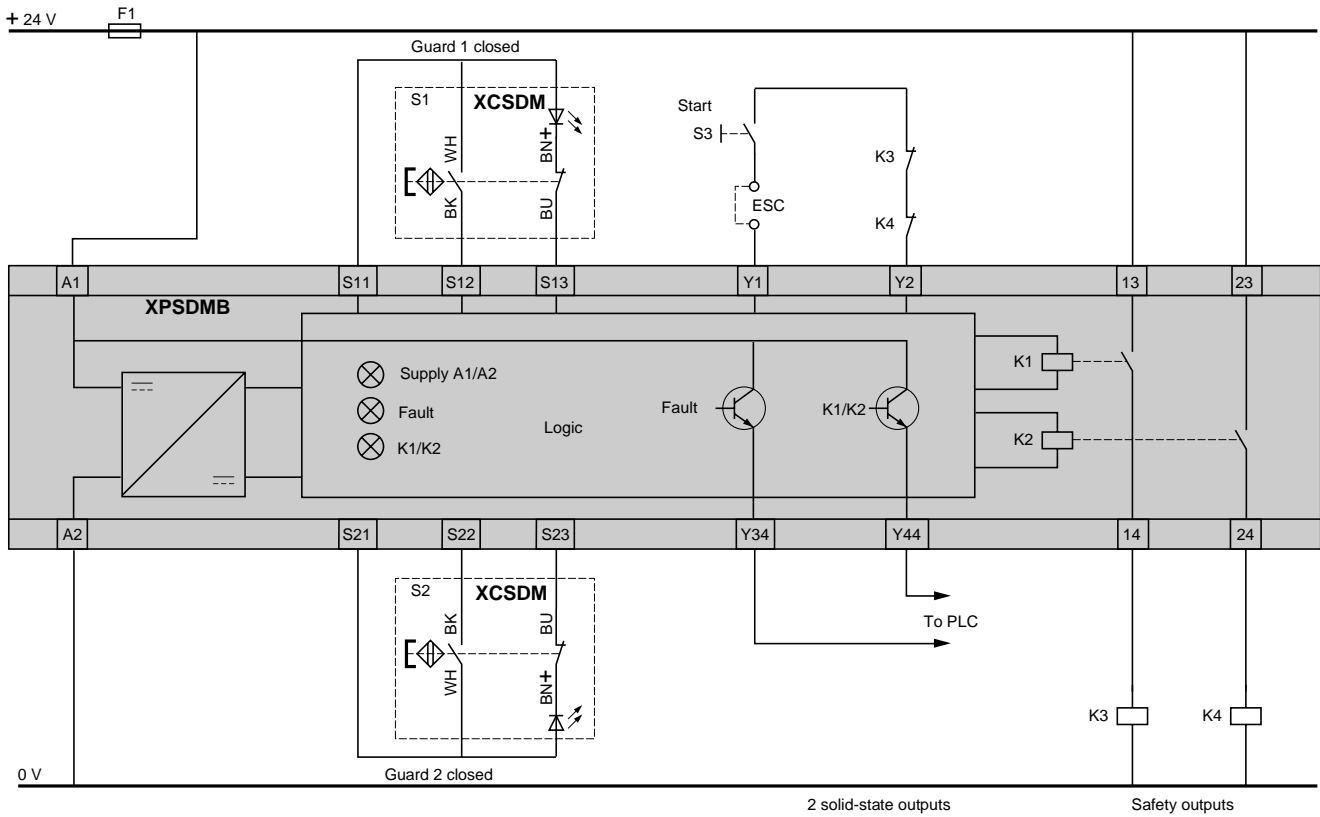 F1
+ 24 V
Guard 1 closed
S1
XCSDM
Start
S3
WH
BN+
K3
BK
BU
ESC
K4
A1
S11
S12
S13
Y1
Y2
13
23
XPSDMB
K1
Supply A1/A2
Fault
Logic
Fault
K1/K2
K1/K2
K2
A2
S21
S22
S23
Y34
Y44
14
24
S2
XCSDM
BK
BU
To PLC
WH
BN+
K3
K4
0 V
Guard 2 closed
2 solid-state outputs
Safety outputs